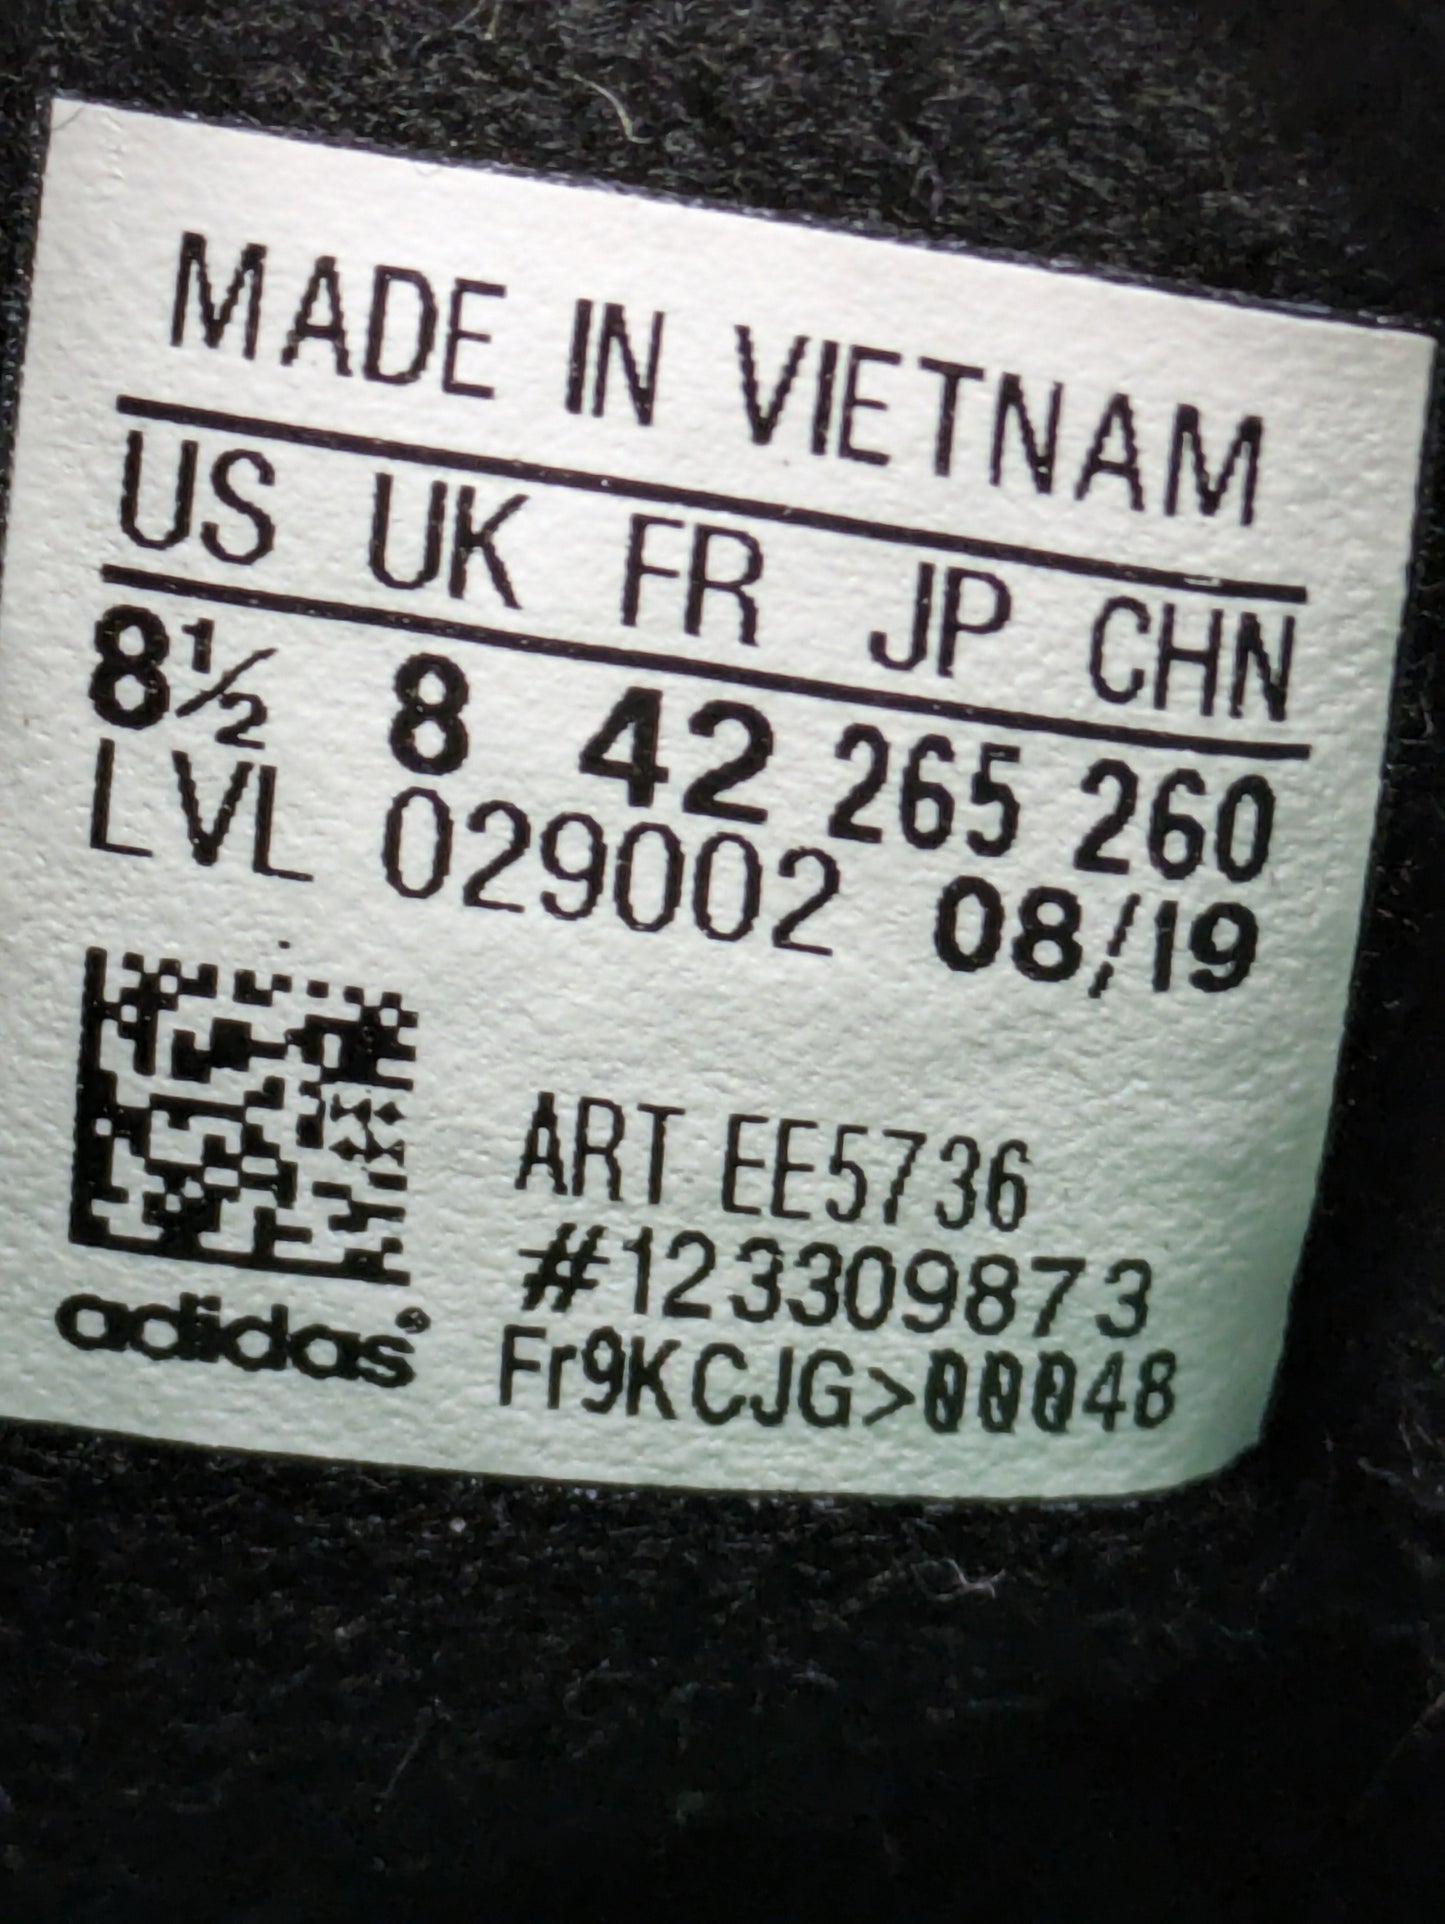 MADE IN VIETNAM
US UK FR JP CHN
8½ 8 42 265 260
LVL 029002 08/19
ART EE5736
#123309873
adidas®
Fr9KCJG>00048